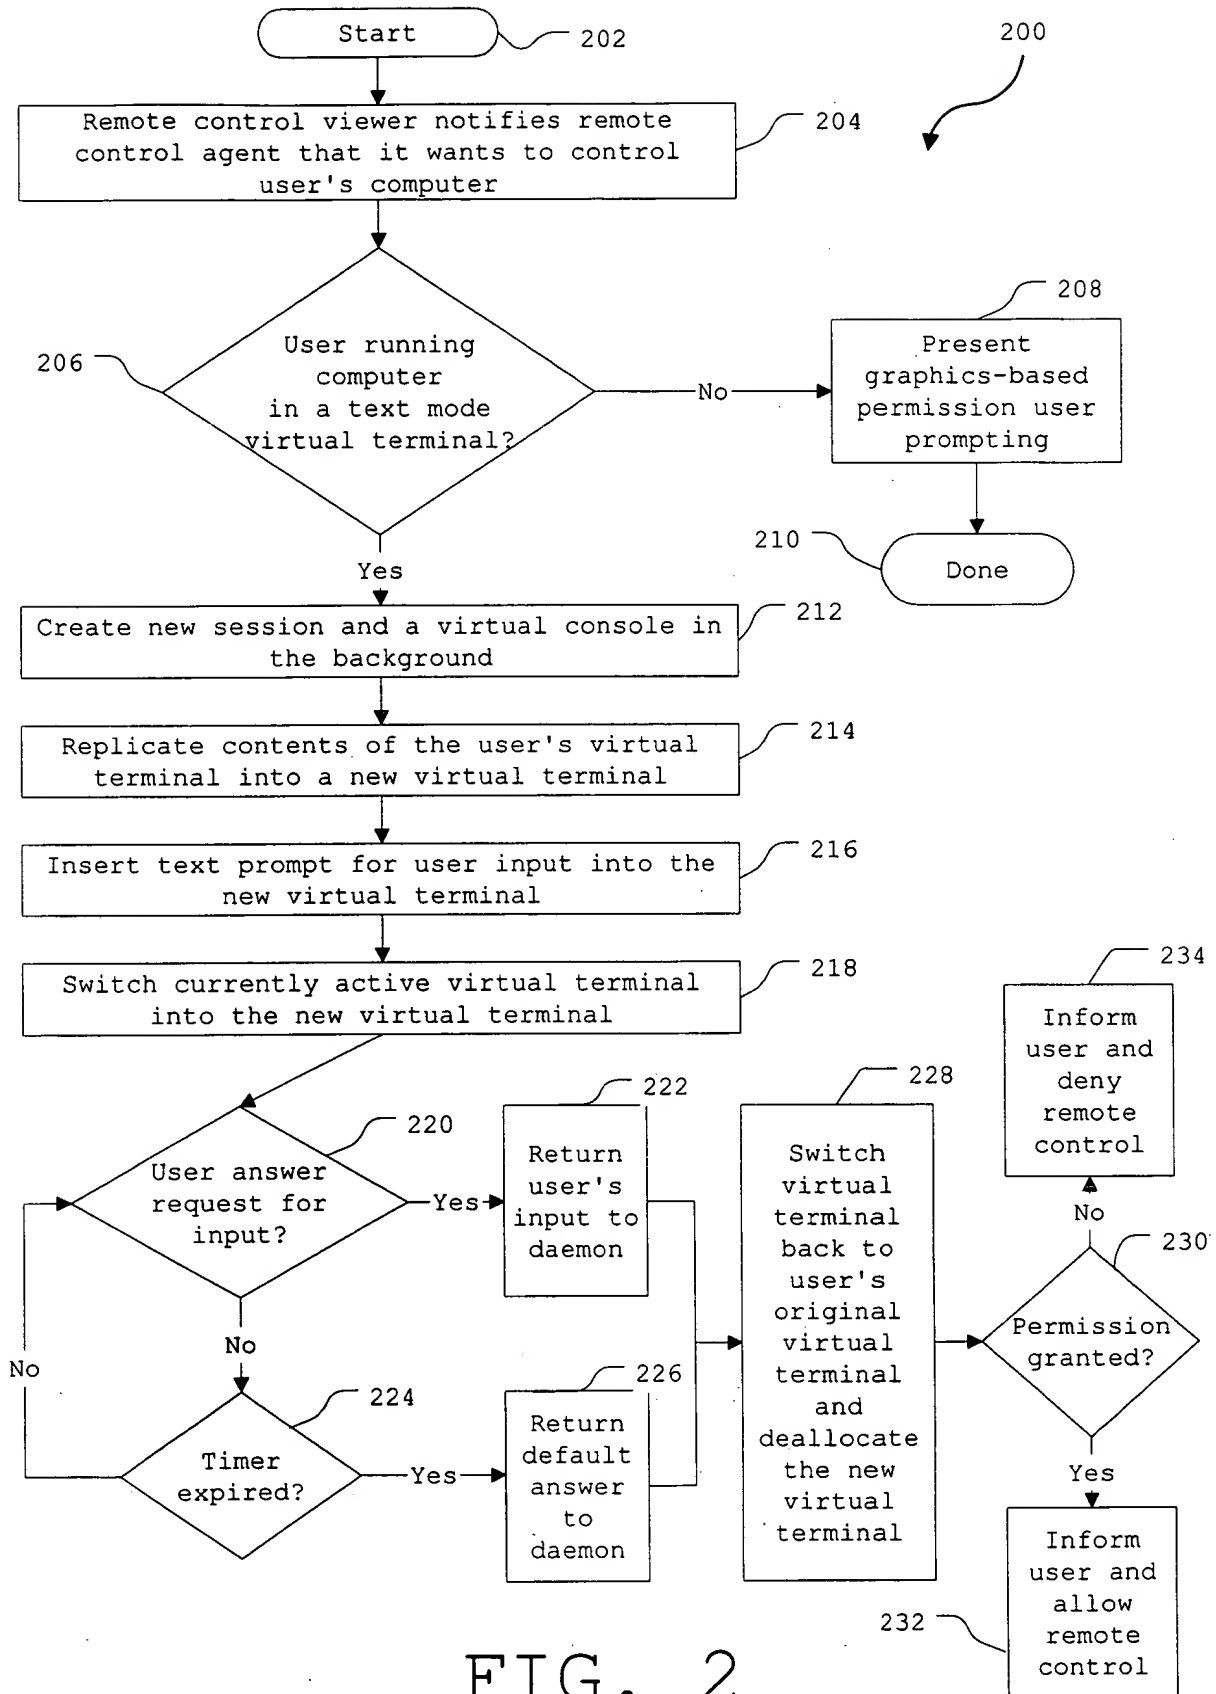 Start
202
200
Remote control viewer notifies remote
control agent that it wants to control
user's computer
204
206
User running
computer
in a text mode
virtual terminal?
No
208
Present
graphics-based
permission user
prompting
210
Done
Yes
Create new session and a virtual console in
the background
212
Replicate contents of the user's virtual
terminal into a new virtual terminal
214
Insert text prompt for user input into the
new virtual terminal
216
Switch currently active virtual terminal
into the new virtual terminal
218
220
User answer
request for
input?
Yes
222
Return
user's
input to
daemon
No
No
224
Timer
expired?
Yes
226
Return
default
answer
to
daemon
228
Switch
virtual
terminal
back to
user's
original
virtual
terminal
and
deallocate
the new
virtual
terminal
234
Inform
user and
deny
remote
control
No
230
Permission
granted?
Yes
232
Inform
user and
allow
remote
control
FIG. 2